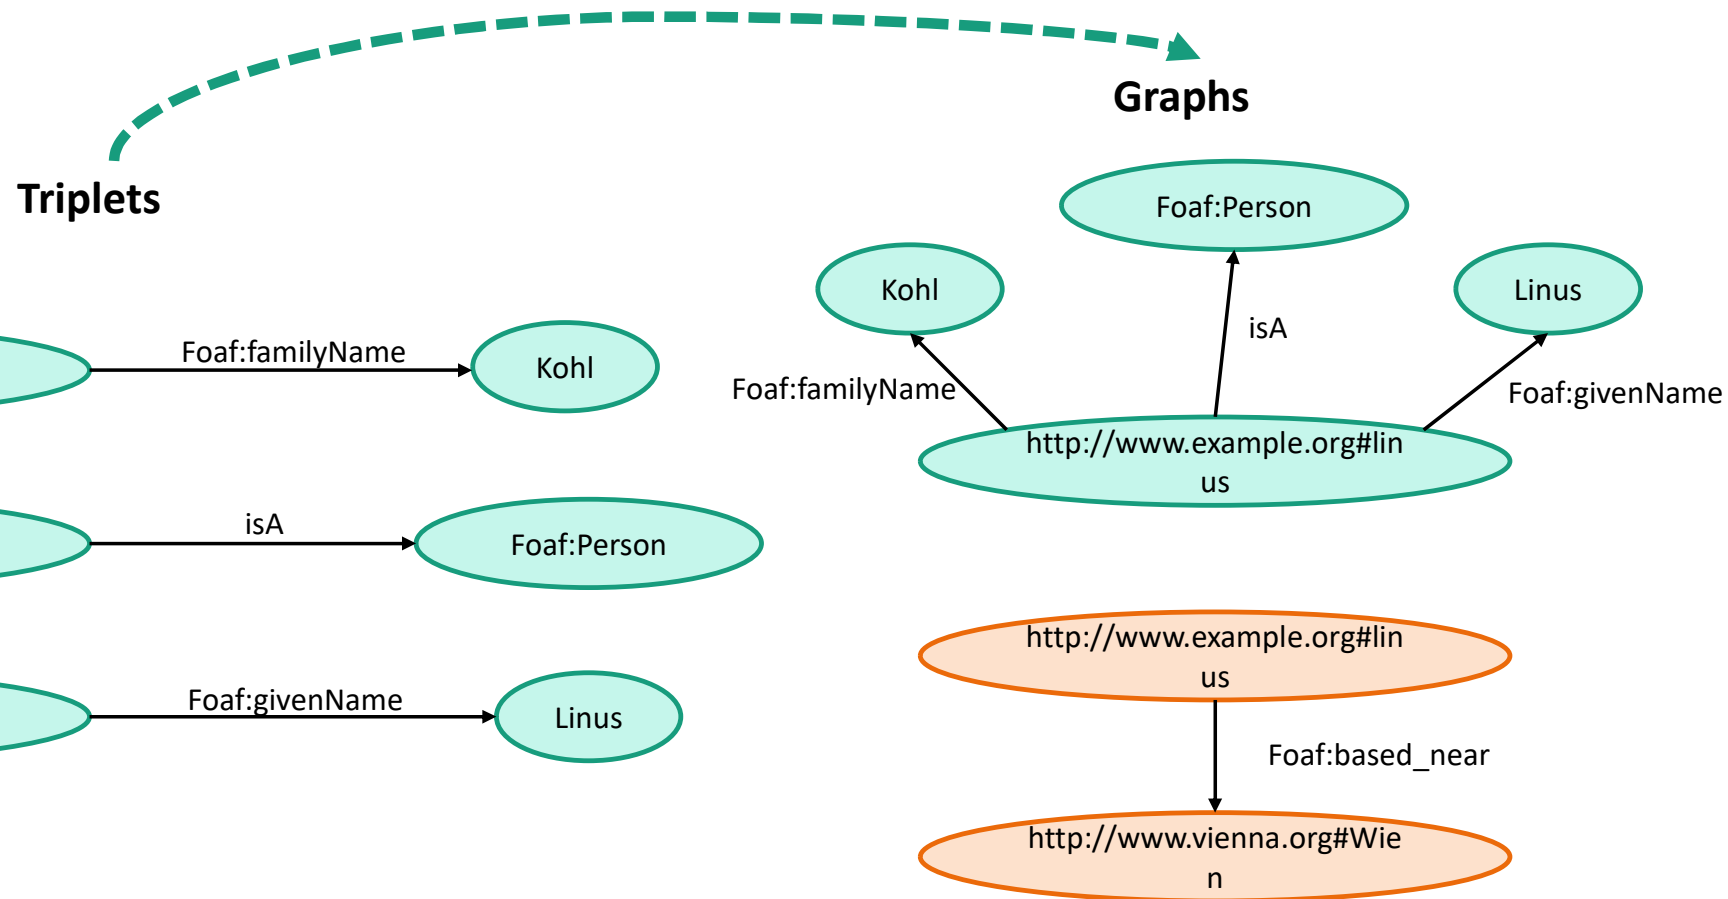 Graphs
Triplets
Foaf:familyName
Kohl
isA
Foaf:Person
Foaf:givenName
Linus
Foaf:Person
Kohl
Linus
isA
Foaf:familyName
Foaf:givenName
http://www.example.org#lin
us
http://www.example.org#lin
us
Foaf:based_near
http://www.vienna.org#Wie
n